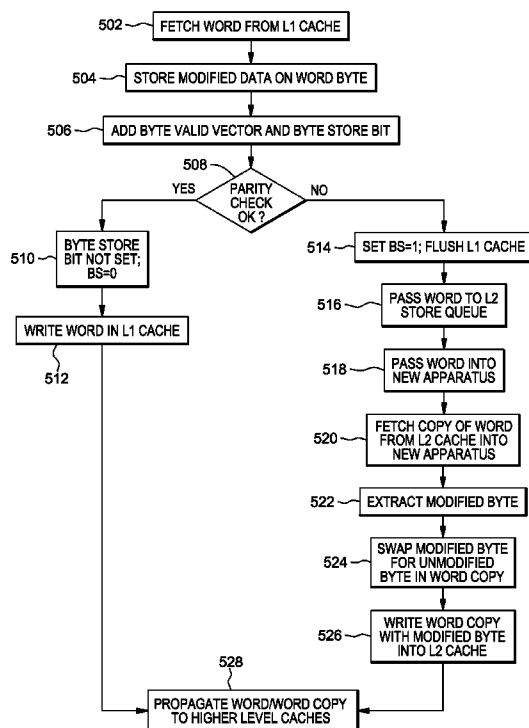 502
FETCH WORD FROM L1 CACHE
504
STORE MODIFIED DATA ON WORD BYTE
506
ADD BYTE VALID VECTOR AND BYTE STORE BIT
508
YES
PARITY
CHECK
OK ?
NO
510
BYTE STORE
BIT NOT SET;
BS=0
WRITE WORD IN L1 CACHE
512
514
SET BS=1; FLUSH L1 CACHE
516
PASS WORD TO L2
STORE QUEUE
518
PASS WORD INTO
NEW APPARATUS
520
FETCH COPY OF WORD
FROM L2 CACHE INTO
NEW APPARATUS
522
EXTRACT MODIFIED BYTE
524
SWAP MODIFIED BYTE
FOR UNMODIFIED
BYTE IN WORD COPY
526
WRITE WORD COPY
WITH MODIFIED BYTE
INTO L2 CACHE
528
PROPAGATE WORD/WORD COPY
TO HIGHER LEVEL CACHES